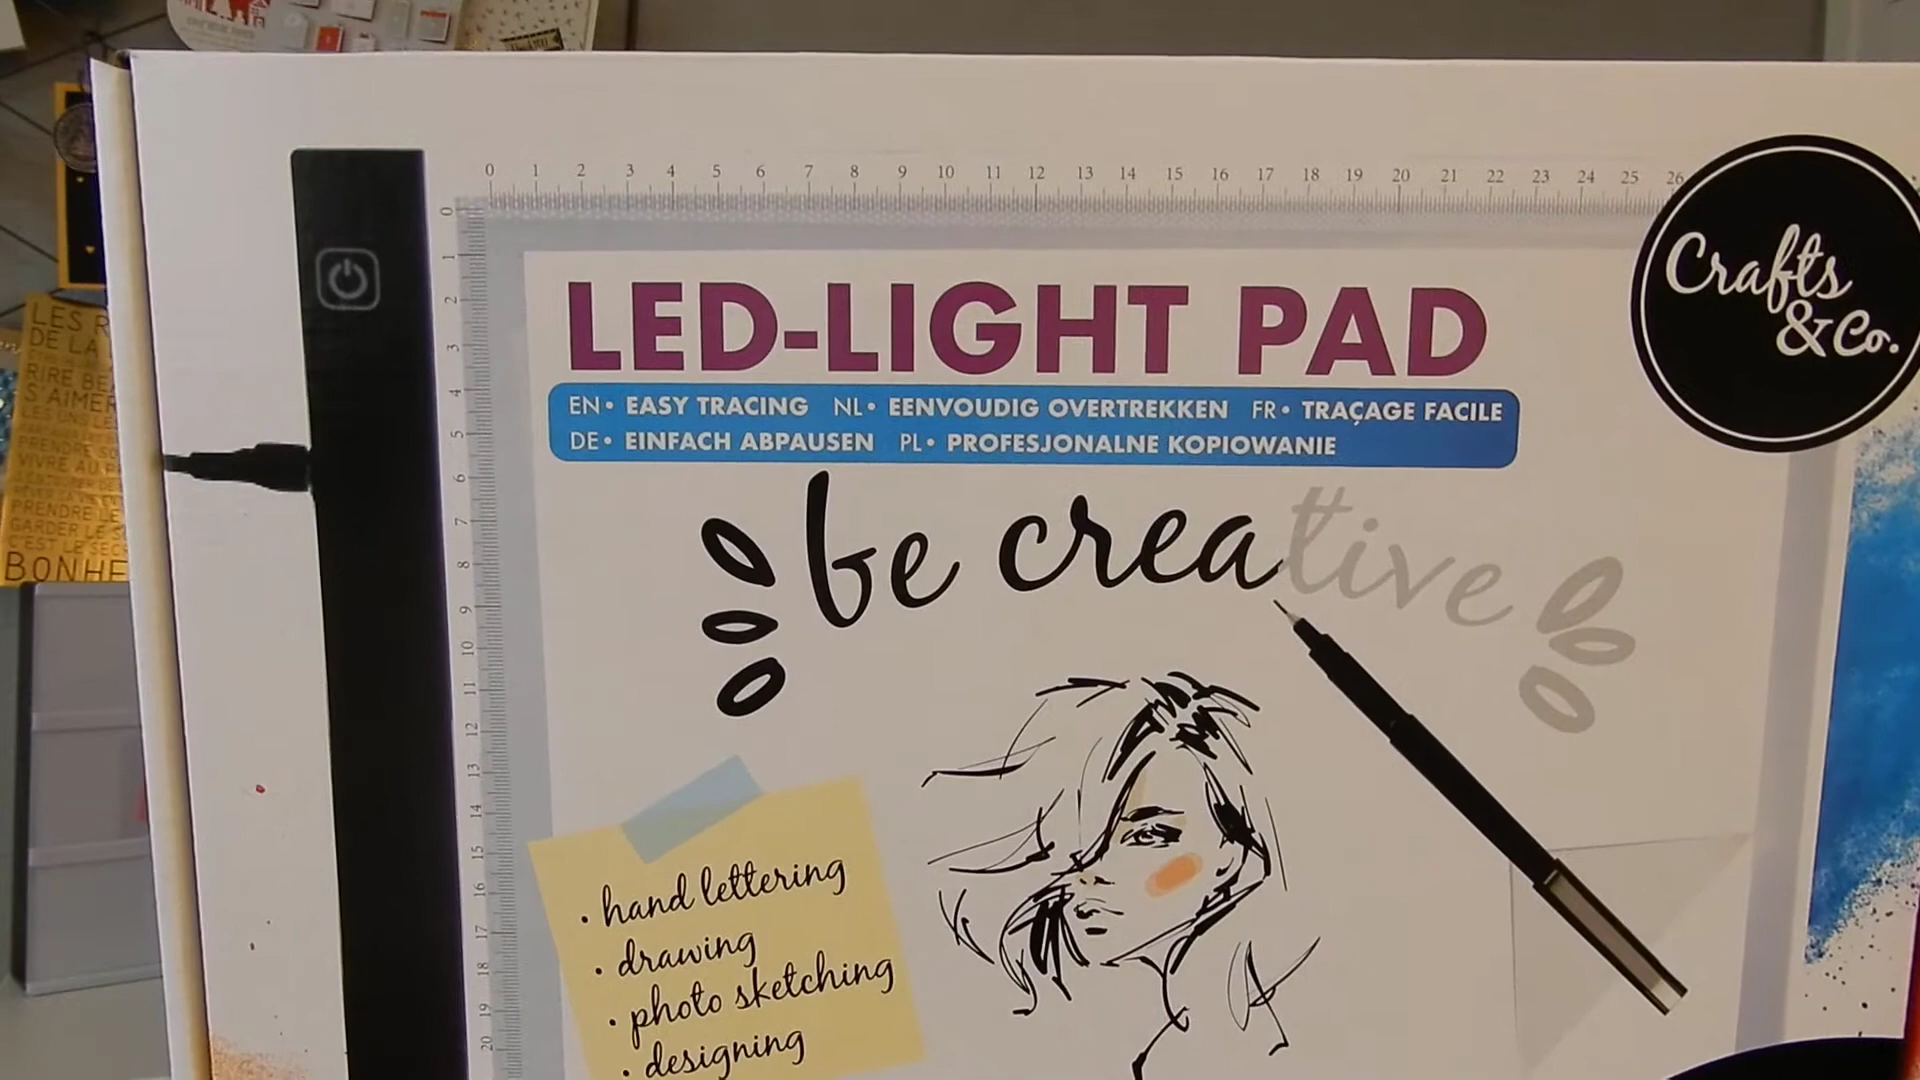 0 1 2 3 4 5 6 7 8 9 10 11 12 13 14 15 16 17 18 19 20 21 22 23 24 25 26
0 1 2 3 4 5 6 7 8 9 10 11 12 13 14 15 16 17 18 19 20
Crafts
& Co.
LED-LIGHT PAD
EN • EASY TRACING NL • EENVOUDIG OVERTREKKEN FR • TRAÇAGE FACILE
DE • EINFACH ABPAUSEN PL • PROFESJONALNE KOPIOWANIE
be creative
• hand lettering
• drawing
• photo sketching
• designing
LES
DE LA
RIRE
S'AIMER
LES UNS
PRENDRE
VIVRE AU
PRENDRE
GARDER LE
C'EST LE